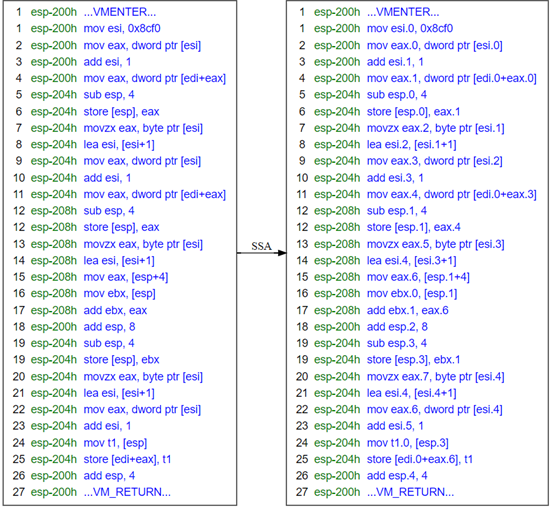 1 esp-200h ...VMENTER...
1 esp-200h mov esi, 0x8cf0
2 esp-200h mov eax, dword ptr [esi]
3 esp-200h add esi, 1
4 esp-200h mov eax, dword ptr [edi+eax]
5 esp-204h sub esp, 4
6 esp-204h store [esp], eax
7 esp-204h movzx eax, byte ptr [esi]
8 esp-204h lea esi, [esi+1]
9 esp-204h mov eax, dword ptr [esi]
10 esp-204h add esi, 1
11 esp-204h mov eax, dword ptr [edi+eax]
12 esp-208h sub esp, 4
12 esp-208h store [esp], eax
13 esp-208h movzx eax, byte ptr [esi]
14 esp-208h lea esi, [esi+1]
15 esp-208h mov eax, [esp+4]
16 esp-208h mov ebx, [esp]
17 esp-208h add ebx, eax
18 esp-200h add esp, 8
19 esp-204h sub esp, 4
19 esp-204h store [esp], ebx
20 esp-204h movzx eax, byte ptr [esi]
21 esp-204h lea esi, [esi+1]
22 esp-204h mov eax, dword ptr [esi]
23 esp-204h add esi, 1
24 esp-204h mov t1, [esp]
25 esp-204h store [edi+eax], t1
26 esp-200h add esp, 4
27 esp-200h ...VM_RETURN...
SSA
1 esp-200h ...VMENTER...
1 esp-200h mov esi.0, 0x8cf0
2 esp-200h mov eax.0, dword ptr [esi.0]
3 esp-200h add esi.1, 1
4 esp-200h mov eax.1, dword ptr [edi.0+eax.0]
5 esp-204h sub esp.0, 4
6 esp-204h store [esp.0], eax.1
7 esp-204h movzx eax.2, byte ptr [esi.1]
8 esp-204h lea esi.2, [esi.1+1]
9 esp-204h mov eax.3, dword ptr [esi.2]
10 esp-204h add esi.3, 1
11 esp-204h mov eax.4, dword ptr [edi.0+eax.3]
12 esp-208h sub esp.1, 4
12 esp-208h store [esp.1], eax.4
13 esp-208h movzx eax.5, byte ptr [esi.3]
14 esp-208h lea esi.4, [esi.3+1]
15 esp-208h mov eax.6, [esp.1+4]
16 esp-208h mov ebx.0, [esp.1]
17 esp-208h add ebx.1, eax.6
18 esp-200h add esp.2, 8
19 esp-204h sub esp.3, 4
19 esp-204h store [esp.3], ebx.1
20 esp-204h movzx eax.7, byte ptr [esi.4]
21 esp-204h lea esi.4, [esi.4+1]
22 esp-204h mov eax.6, dword ptr [esi.4]
23 esp-204h add esi.5, 1
24 esp-204h mov t1.0, [esp.3]
25 esp-204h store [edi.0+eax.6], t1
26 esp-200h add esp.4, 4
27 esp-200h ...VM_RETURN...